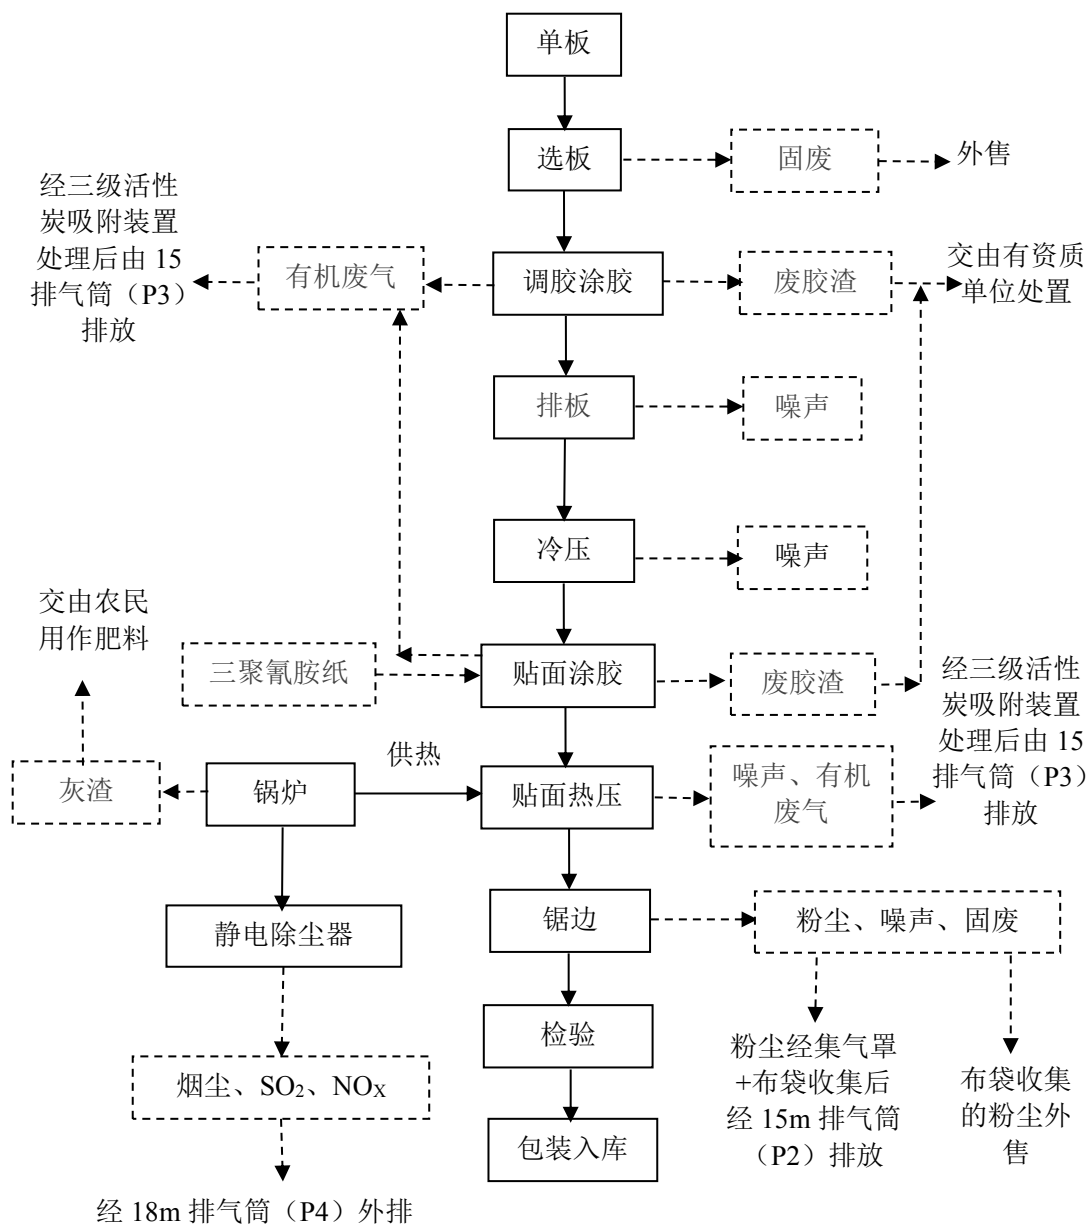 单板
选板
固废
外售
经三级活性
炭吸附装置
处理后由 15
排气筒（P3）
排放
有机废气
调胶涂胶
废胶渣
交由有资质
单位处置
排板
噪声
冷压
噪声
交由农民
用作肥料
三聚氰胺纸
贴面涂胶
废胶渣
经三级活性
炭吸附装置
处理后由 15
排气筒（P3）
排放
灰渣
锅炉
供热
贴面热压
噪声、有机
废气
静电除尘器
锯边
粉尘、噪声、固废
检验
粉尘经集气罩
+布袋收集后
经 15m 排气筒
（P2）排放
布袋收集
的粉尘外
售
烟尘、SO₂、NOX
包装入库
经 18m 排气筒（P4）外排